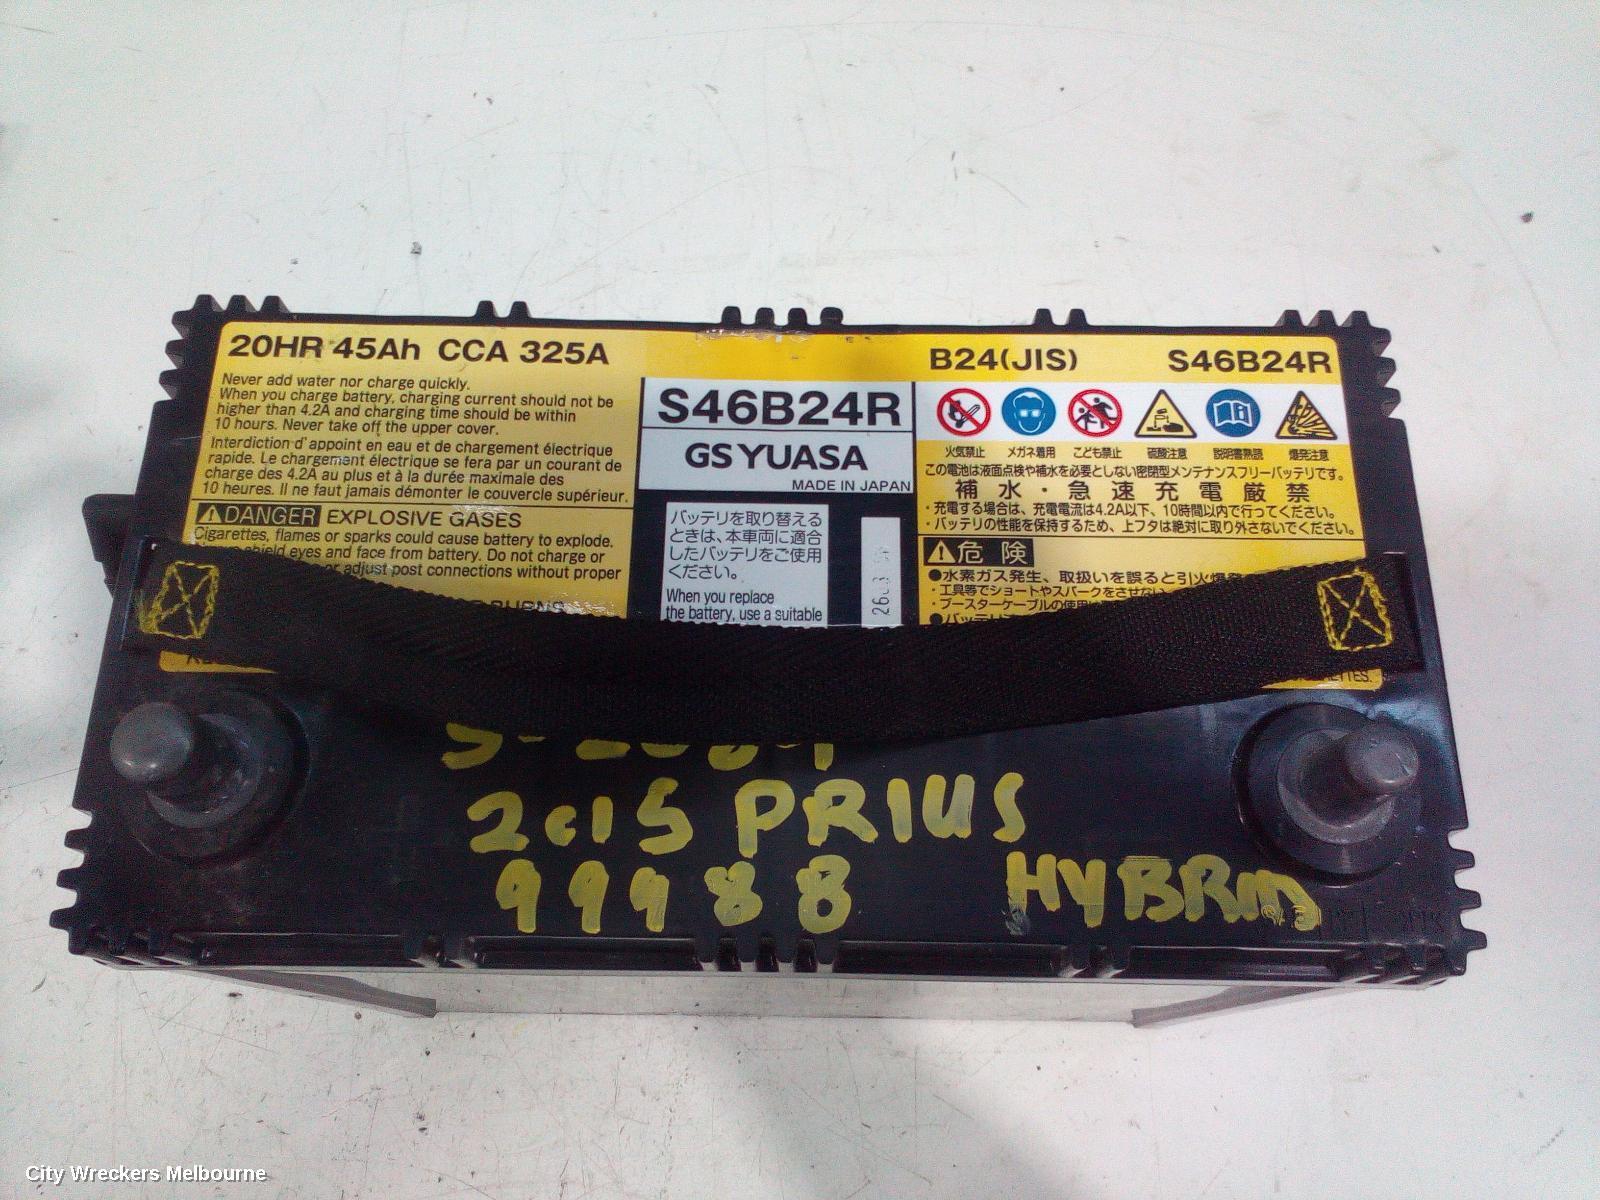 20HR 45Ah CCA 325A
Never add water nor charge quickly.
When you charge battery, charging current should not be
higher than 4.2A and charging time should be within
10 hours. Never take off the upper cover.
Interdiction d'appoint en eau et de chargement électrique
rapide. Le chargement électrique se fera par un courant de
charge des 4.2A au plus et à la durée maximale des
10 heures. Il ne faut jamais démonter le couvercle supérieur.
DANGER EXPLOSIVE GASES
Cigarettes, flames or sparks could cause battery to explode.
shield eyes and face from battery. Do not charge or
or adjust post connections without proper
S46B24R
GS YUASA
MADE IN JAPAN
バッテリを取り替える
ときは、本車両に適合
したバッテリをご使用
ください。
When you replace
the battery, use a suitable
B24(JIS) S46B24R
火気禁止 メガネ着用 こども禁止 硫酸注意 説明書熟読 爆発注意
この電池は液面点検や補水を必要としない密閉型メンテナンスフリーバッテリです。
補水・急速充電厳禁
・充電する場合は、充電電流は4.2A以下、10時間以内で行ってください。
・バッテリの性能を保持するため、上フタは絶対に取り外さないでください。
危険
●水素ガス発生、取扱いを誤ると引火爆発
・工具等でショートやスパークをさせない
・ブースターケーブルの使用
2015 PRIUS
99988 HYBRID
City Wreckers Melbourne